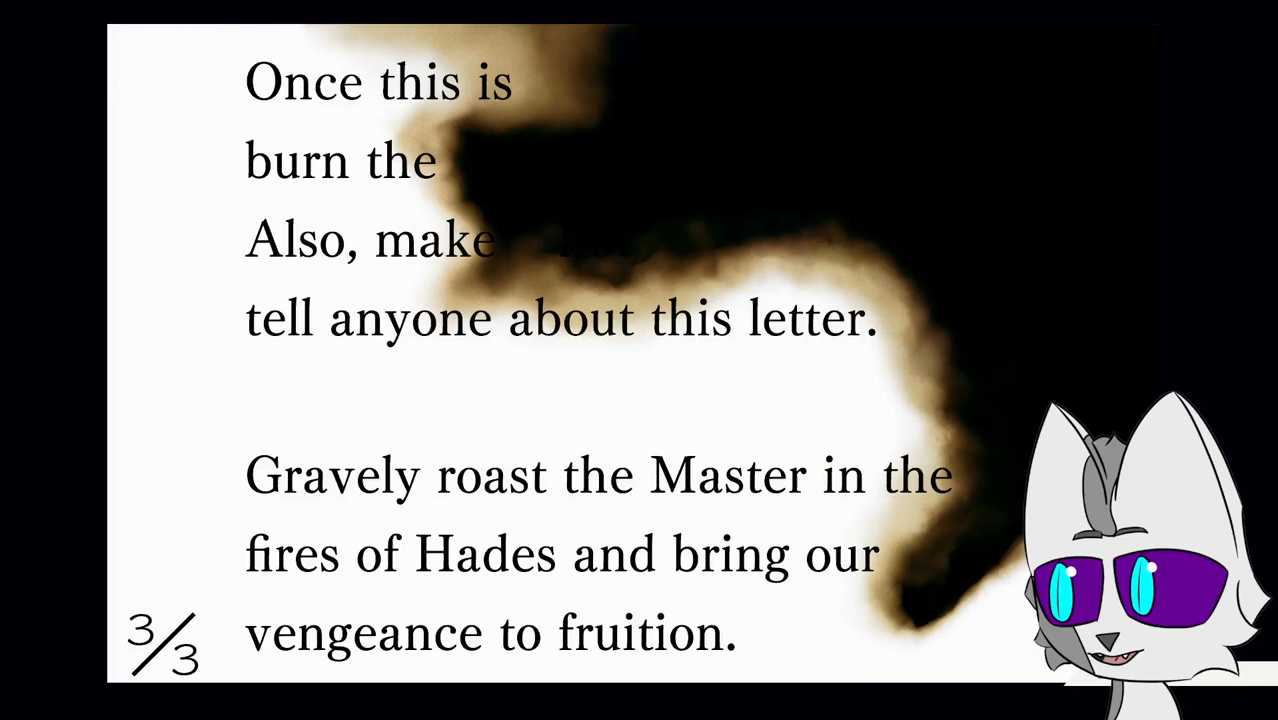 Once this is
burn the
Also, make
tell anyone about this letter.
Gravely roast the Master in the
fires of Hades and bring our
vengeance to fruition.
3/3